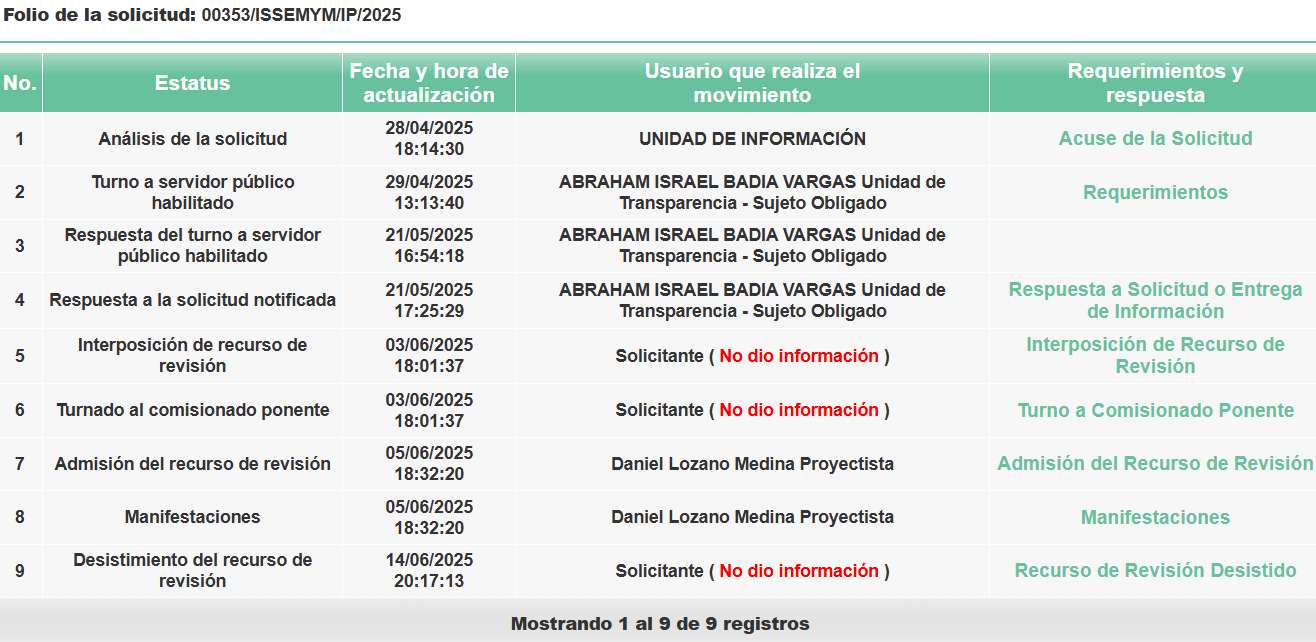 Folio de la solicitud: 00353/ISSEMYM/IP/2025
No.
Estatus
Fecha y hora de
actualización
Usuario que realiza el
movimiento
Requerimientos y
respuesta
1
Análisis de la solicitud
28/04/2025
18:14:30
UNIDAD DE INFORMACIÓN
Acuse de la Solicitud
2
Turno a servidor público
habilitado
29/04/2025
13:13:40
ABRAHAM ISRAEL BADIA VARGAS Unidad de
Transparencia - Sujeto Obligado
Requerimientos
3
Respuesta del turno a servidor
público habilitado
21/05/2025
16:54:18
ABRAHAM ISRAEL BADIA VARGAS Unidad de
Transparencia - Sujeto Obligado
4
Respuesta a la solicitud notificada
21/05/2025
17:25:29
ABRAHAM ISRAEL BADIA VARGAS Unidad de
Transparencia - Sujeto Obligado
Respuesta a Solicitud o Entrega
de Información
5
Interposición de recurso de
revisión
03/06/2025
18:01:37
Solicitante ( No dio información )
Interposición de Recurso de
Revisión
6
Turnado al comisionado ponente
03/06/2025
18:01:37
Solicitante ( No dio información )
Turno a Comisionado Ponente
7
Admisión del recurso de revisión
05/06/2025
18:32:20
Daniel Lozano Medina Proyectista
Admisión del Recurso de Revisión
8
Manifestaciones
05/06/2025
18:32:20
Daniel Lozano Medina Proyectista
Manifestaciones
9
Desistimiento del recurso de
revisión
14/06/2025
20:17:13
Solicitante ( No dio información )
Recurso de Revisión Desistido
Mostrando 1 al 9 de 9 registros